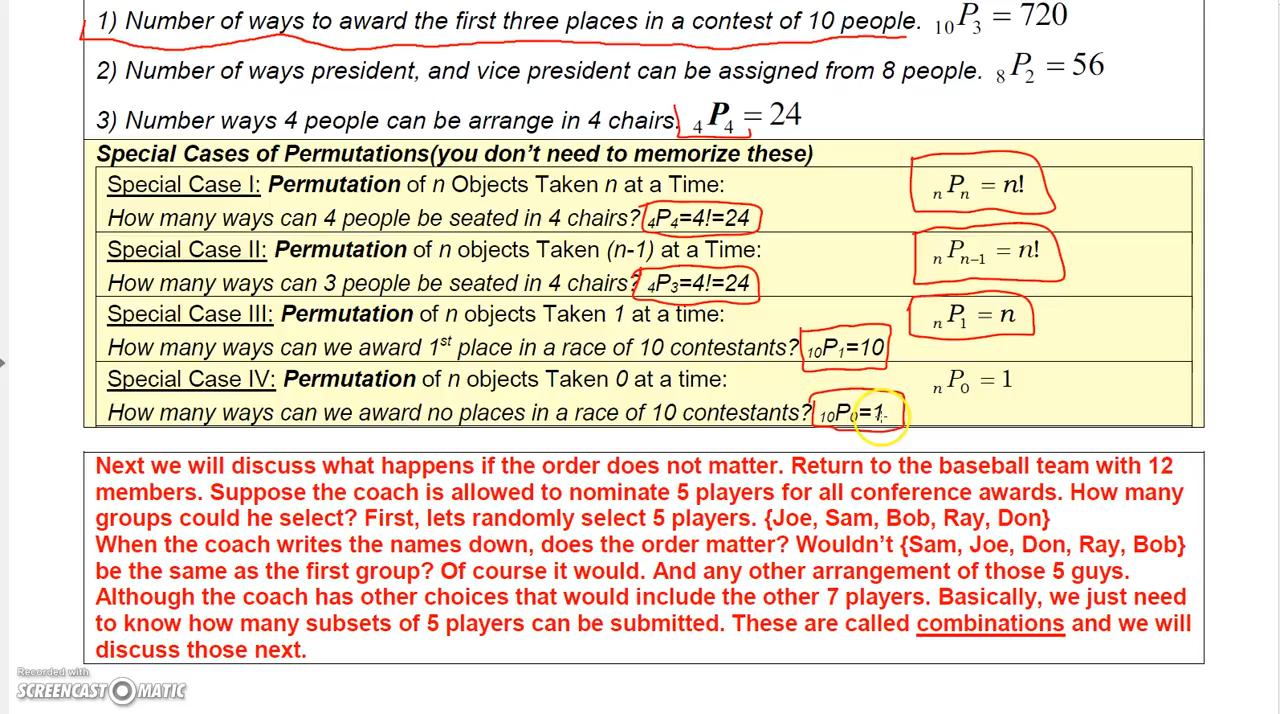 1) Number of ways to award the first three places in a contest of 10 people. ₁₀P₃ = 720
2) Number of ways president, and vice president can be assigned from 8 people. ₈P₂ = 56
3) Number ways 4 people can be arrange in 4 chairs. ₄P₄ = 24
Special Cases of Permutations(you don't need to memorize these)
Special Case I: Permutation of n Objects Taken n at a Time: ₙPₙ = n!
How many ways can 4 people be seated in 4 chairs? ₄P₄=4!=24
Special Case II: Permutation of n objects Taken (n-1) at a Time: ₙPₙ₋₁ = n!
How many ways can 3 people be seated in 4 chairs? ₄P₃=4!=24
Special Case III: Permutation of n objects Taken 1 at a time: ₙP₁ = n
How many ways can we award 1ˢᵗ place in a race of 10 contestants? ₁₀P₁=10
Special Case IV: Permutation of n objects Taken 0 at a time: ₙP₀ = 1
How many ways can we award no places in a race of 10 contestants? ₁₀P₀=1
Next we will discuss what happens if the order does not matter. Return to the baseball team with 12
members. Suppose the coach is allowed to nominate 5 players for all conference awards. How many
groups could he select? First, lets randomly select 5 players. {Joe, Sam, Bob, Ray, Don}
When the coach writes the names down, does the order matter? Wouldn't {Sam, Joe, Don, Ray, Bob}
be the same as the first group? Of course it would. And any other arrangement of those 5 guys.
Although the coach has other choices that would include the other 7 players. Basically, we just need
to know how many subsets of 5 players can be submitted. These are called combinations and we will
discuss those next.
Recorded with
SCREENCAST-O-MATIC